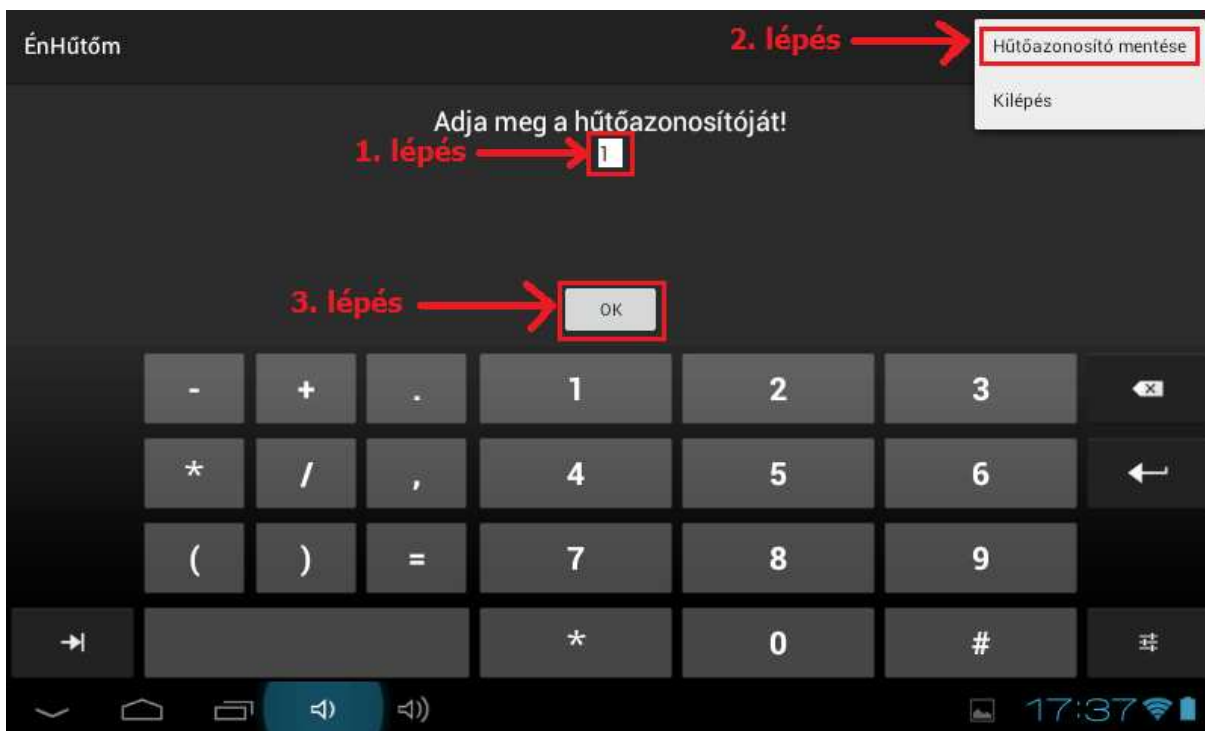 ÉnHűtőm
2. lépés
Hűtőazonosító mentése
Kilépés
Adja meg a hűtőazonosítóját!
1. lépés
1
3. lépés
OK
- + . 1 2 3
* / , 4 5 6
( ) = 7 8 9
* 0 #
17:37